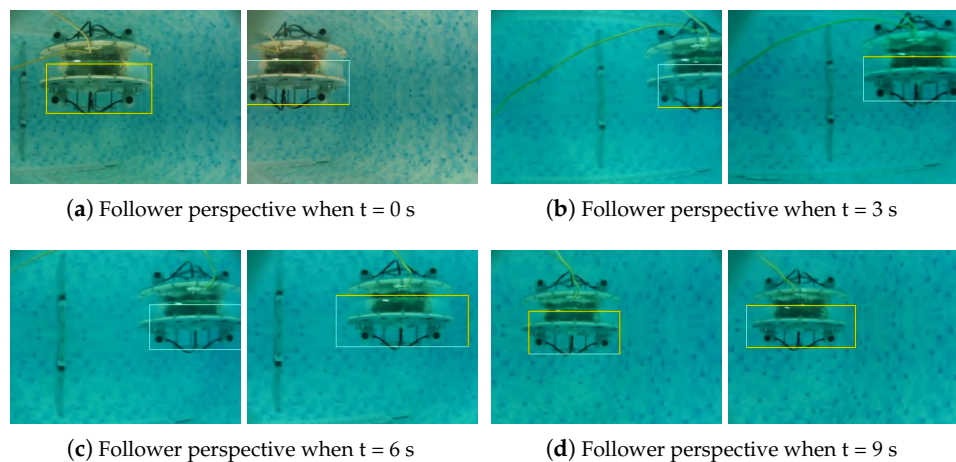 (a) Follower perspective when t = 0 s
(b) Follower perspective when t = 3 s
(c) Follower perspective when t = 6 s
(d) Follower perspective when t = 9 s